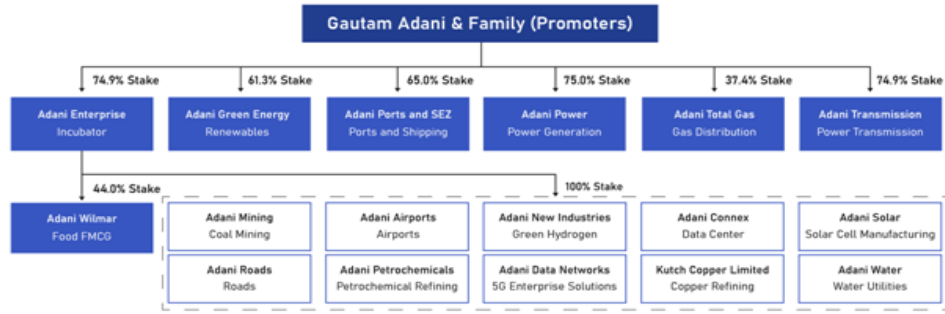 Gautam Adani & Family (Promoters)
74.9% Stake
61.3% Stake
65.0% Stake
75.0% Stake
37.4% Stake
74.9% Stake
Adani Enterprise
Incubator
Adani Green Energy
Renewables
Adani Ports and SEZ
Ports and Shipping
Adani Power
Power Generation
Adani Total Gas
Gas Distribution
Adani Transmission
Power Transmission
44.0% Stake
100% Stake
Adani Wilmar
Food FMCG
Adani Mining
Coal Mining
Adani Airports
Airports
Adani New Industries
Green Hydrogen
Adani Connex
Data Center
Adani Solar
Solar Cell Manufacturing
Adani Roads
Roads
Adani Petrochemicals
Petrochemical Refining
Adani Data Networks
5G Enterprise Solutions
Kutch Copper Limited
Copper Refining
Adani Water
Water Utilities